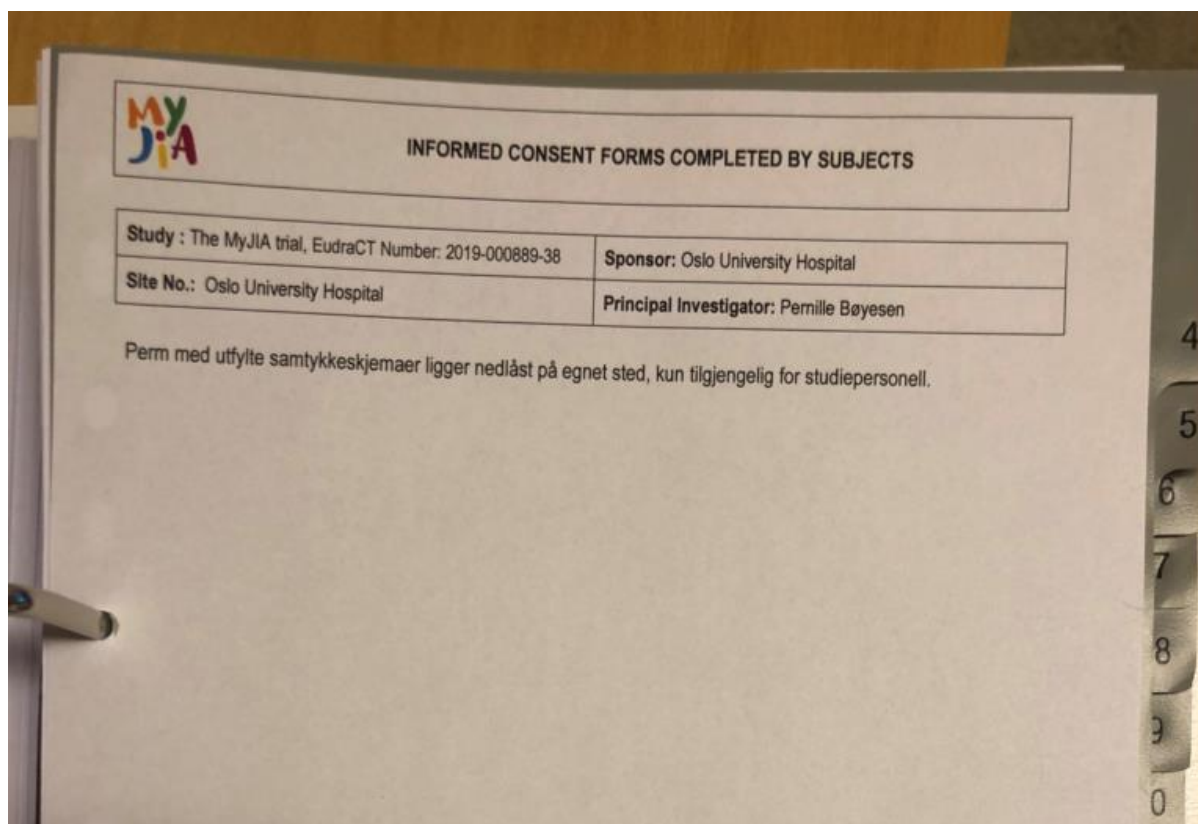 MY
JiA
INFORMED CONSENT FORMS COMPLETED BY SUBJECTS
Study : The MyJIA trial, EudraCT Number: 2019-000889-38
Sponsor: Oslo University Hospital
Site No.: Oslo University Hospital
Principal Investigator: Pernille Bøyesen
Perm med utfylte samtykkeskjemaer ligger nedlåst på egnet sted, kun tilgjengelig for studiepersonell.
4
5
6
7
8
9
0